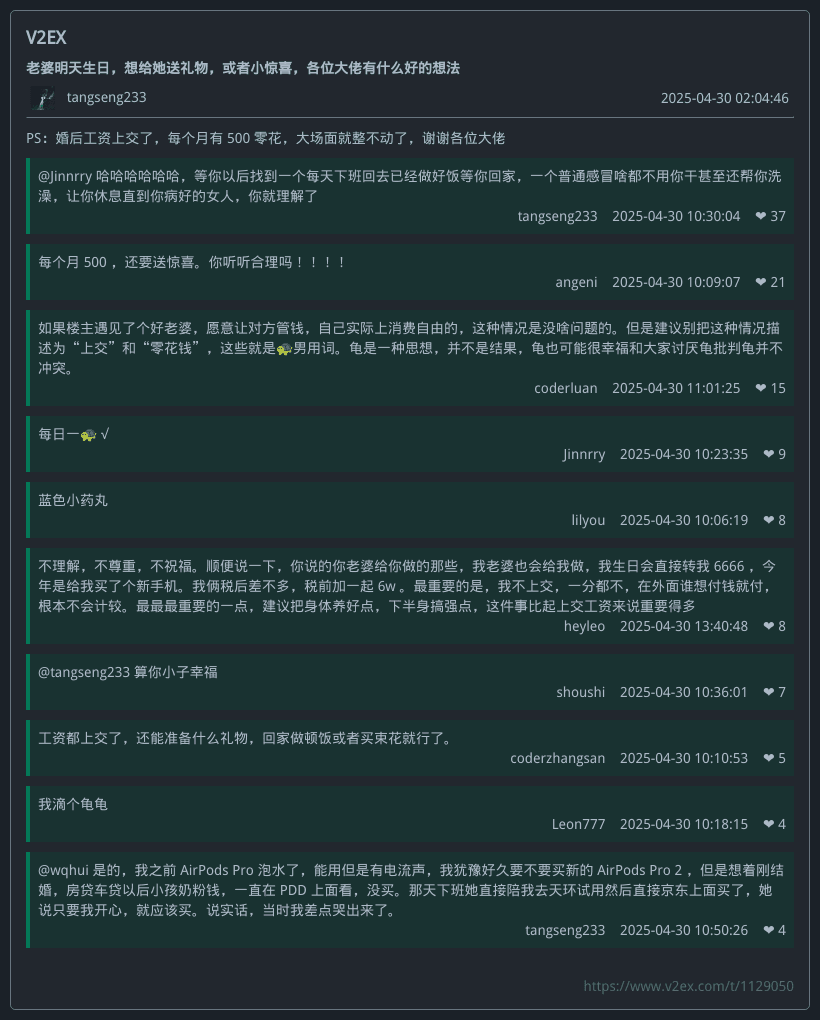 V2EX
老婆明天生日，想给她送礼物，或者小惊喜，各位大佬有什么好的想法
tangseng233 2025-04-30 02:04:46
PS：婚后工资上交了，每个月有 500 零花，大场面就整不动了，谢谢各位大佬
@Jinnrry 哈哈哈哈哈哈，等你以后找到一个每天下班回去已经做好饭等你回家，一个普通感冒啥都不用你干甚至还帮你洗
澡，让你休息直到你病好的女人，你就理解了
tangseng233 2025-04-30 10:30:04 ❤ 37
每个月 500 ，还要送惊喜。你听听合理吗！！！！
angeni 2025-04-30 10:09:07 ❤ 21
如果楼主遇见了个好老婆，愿意让对方管钱，自己实际上消费自由的，这种情况是没啥问题的。但是建议别把这种情况描
述为“上交”和“零花钱”，这些就是🐢男用词。龟是一种思想，并不是结果，龟也可能很幸福和大家讨厌龟批判龟并不
冲突。
coderluan 2025-04-30 11:01:25 ❤ 15
每日一🐢 √
Jinnrry 2025-04-30 10:23:35 ❤ 9
蓝色小药丸
lilyou 2025-04-30 10:06:19 ❤ 8
不理解，不尊重，不祝福。顺便说一下，你说的你老婆给你做的那些，我老婆也会给我做，我生日会直接转我 6666 ，今
年是给我买了个新手机。我俩税后差不多，税前加一起 6w 。最重要的是，我不上交，一分都不，在外面谁想付钱就付，
根本不会计较。最最最重要的一点，建议把身体养好点，下半身搞强点，这件事比起上交工资来说重要得多
heyleo 2025-04-30 13:40:48 ❤ 8
@tangseng233 算你小子幸福
shoushi 2025-04-30 10:36:01 ❤ 7
工资都上交了，还能准备什么礼物，回家做顿饭或者买束花就行了。
coderzhangsan 2025-04-30 10:10:53 ❤ 5
我滴个龟龟
Leon777 2025-04-30 10:18:15 ❤ 4
@wqhui 是的，我之前 AirPods Pro 泡水了，能用但是有电流声，我犹豫好久要不要买新的 AirPods Pro 2 ，但是想着刚结
婚，房贷车贷以后小孩奶粉钱，一直在 PDD 上面看，没买。那天下班她直接陪我去天环试用然后直接京东上面买了，她
说只要我开心，就应该买。说实话，当时我差点哭出来了。
tangseng233 2025-04-30 10:50:26 ❤ 4
https://www.v2ex.com/t/1129050